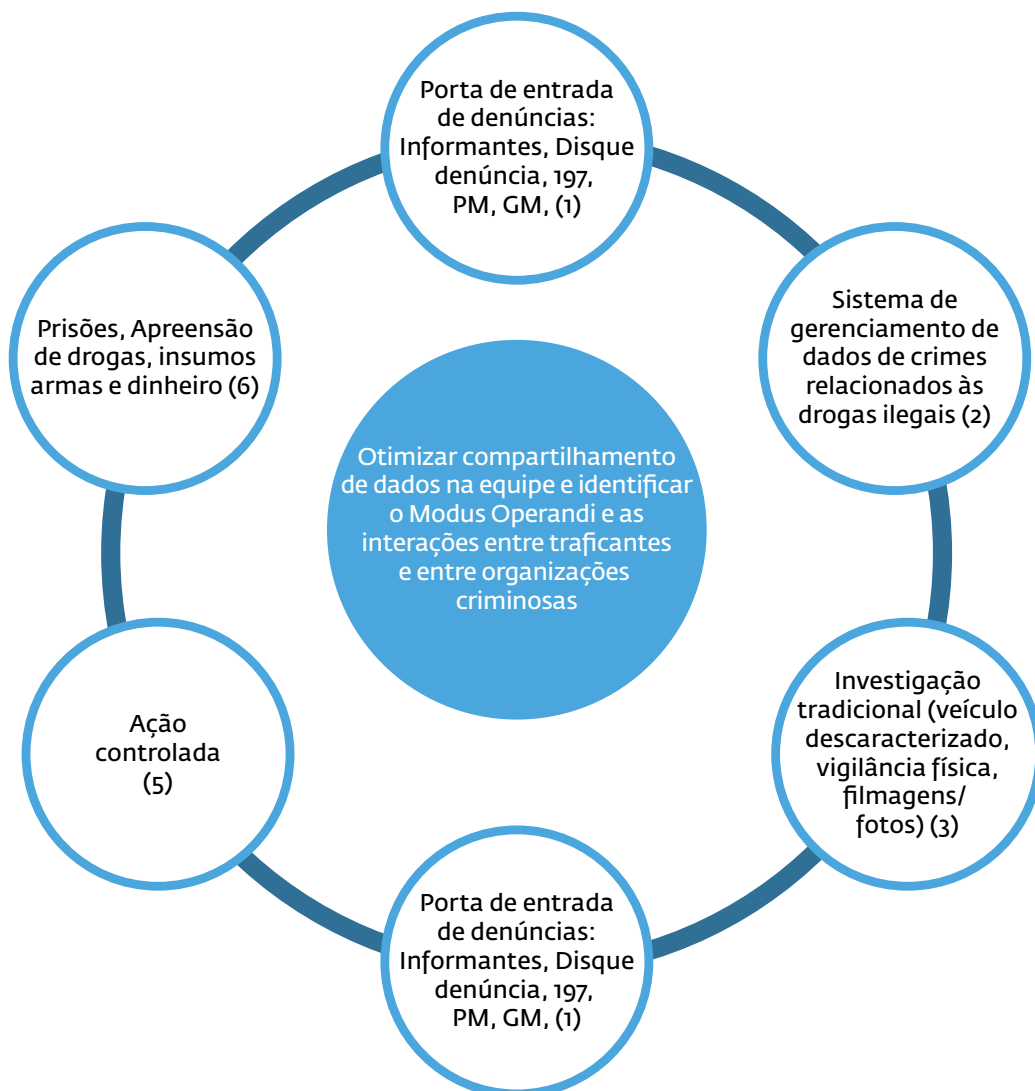 Porta de entrada
de denúncias:
Informantes, Disque
denúncia, 197,
PM, GM, (1)
Sistema de
gerenciamento de
dados de crimes
relacionados às
drogas ilegais (2)
Investigação
tradicional (veículo
descaracterizado,
vigilância física,
filmagens/
fotos) (3)
Porta de entrada
de denúncias:
Informantes, Disque
denúncia, 197,
PM, GM, (1)
Ação
controlada
(5)
Prisões, Apreensão
de drogas, insumos
armas e dinheiro (6)
Otimizar compartilhamento
de dados na equipe e identificar
o Modus Operandi e as
interações entre traficantes
e entre organizações
criminosas